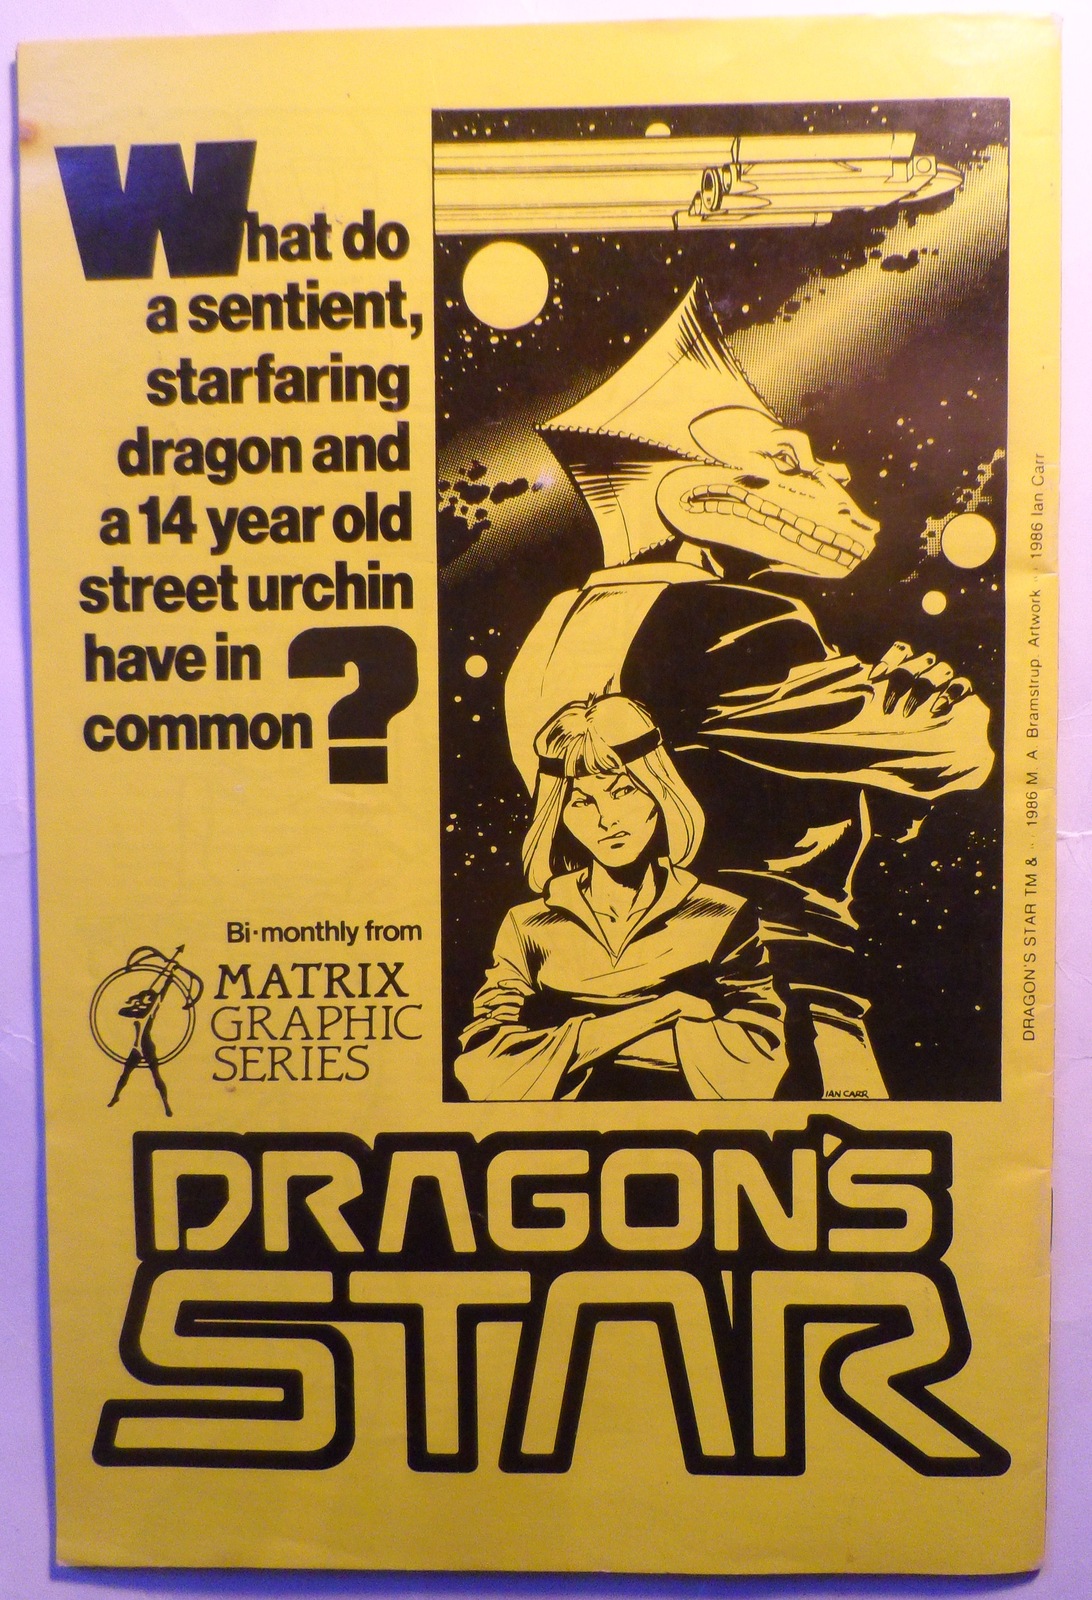 What do
a sentient,
starfaring
dragon and
a 14 year old
street urchin
have in
common?
Bi-monthly from
MATRIX
GRAPHIC
SERIES
IAN CARR
DRAGON'S STAR TM & 1986 M. A. Bramstrup. Artwork 1986 Ian Carr
DRAGON'S
STAR